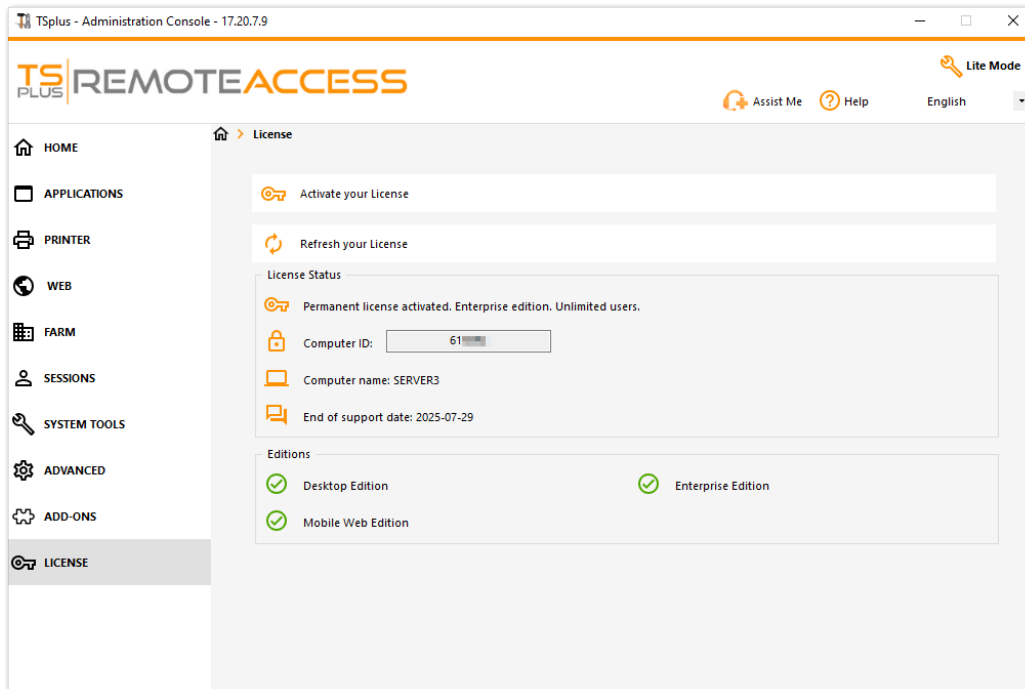 TSplus - Administration Console - 17.20.7.9
TS PLUS REMOTEACCESS
Lite Mode
Assist Me
Help
English
HOME
APPLICATIONS
PRINTER
WEB
FARM
SESSIONS
SYSTEM TOOLS
ADVANCED
ADD-ONS
LICENSE
License
Activate your License
Refresh your License
License Status
Permanent license activated. Enterprise edition. Unlimited users.
Computer ID:
Computer name: SERVER3
End of support date: 2025-07-29
Editions
Desktop Edition
Enterprise Edition
Mobile Web Edition